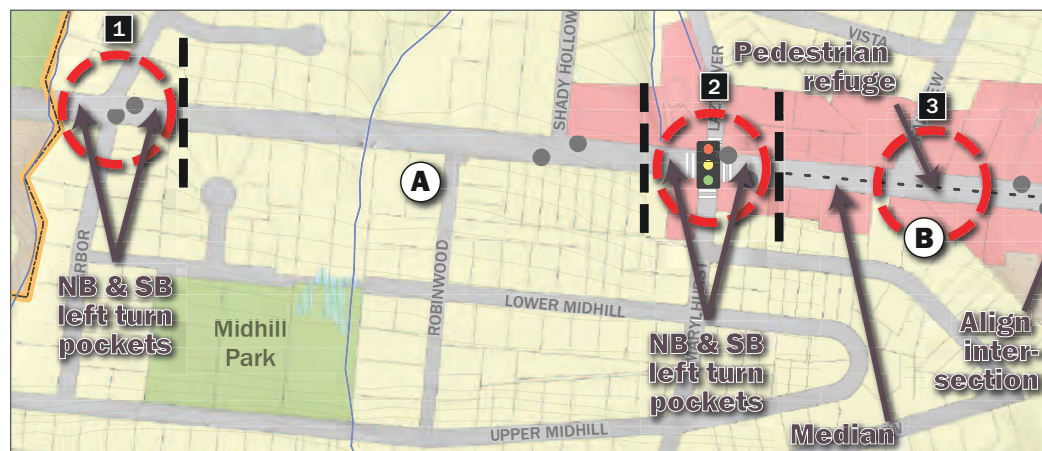 1
VISTA
SHADY HOLLOW
Pedestrian
refuge
2
3
A
B
ROBINWOOD
NB & SB
left turn
pockets
Midhill
Park
LOWER MIDHILL
MARYLHURST
NB & SB
left turn
pockets
Align
inter-
section
UPPER MIDHILL
Median